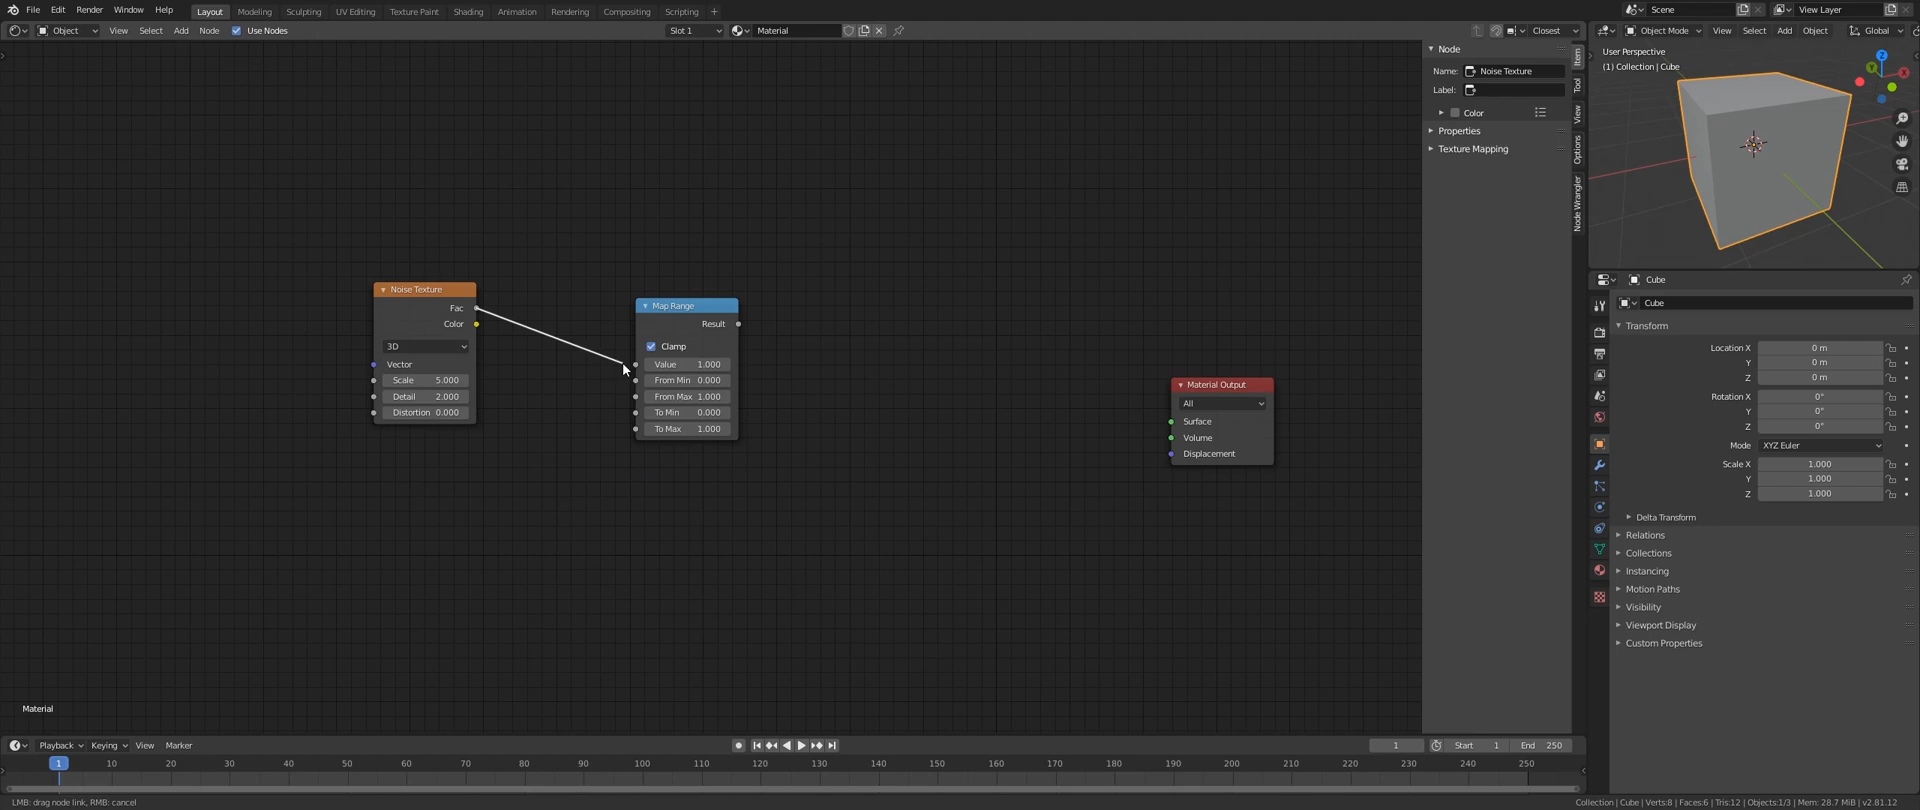 File Edit Render Window Help Layout Modeling Sculpting UV Editing Texture Paint Shading Animation Rendering Compositing Scripting + Scene View Layer
Object View Select Add Node Use Nodes Slot 1 Material Closest Object Mode View Select Add Object Global
Node
Name: Noise Texture
Label:
Color
Properties
Texture Mapping
Item
Tool
View
Options
Node Wrangler
User Perspective
(1) Collection | Cube
Z
Y
X
Noise Texture
Fac
Color
3D
Vector
Scale 5.000
Detail 2.000
Distortion 0.000
Map Range
Result
Clamp
Value 1.000
From Min 0.000
From Max 1.000
To Min 0.000
To Max 1.000
Material Output
All
Surface
Volume
Displacement
Cube
Cube
Transform
Location X 0 m
Y 0 m
Z 0 m
Rotation X 0°
Y 0°
Z 0°
Mode XYZ Euler
Scale X 1.000
Y 1.000
Z 1.000
Delta Transform
Relations
Collections
Instancing
Motion Paths
Visibility
Viewport Display
Custom Properties
Material
Playback Keying View Marker 1 Start 1 End 250
1 10 20 30 40 50 60 70 80 90 100 110 120 130 140 150 160 170 180 190 200 210 220 230 240 250
LMB: drag node link, RMB: cancel Collection | Cube | Verts:8 | Faces:6 | Tris:12 | Objects:1/3 | Mem: 28.7 MiB | v2.81.12